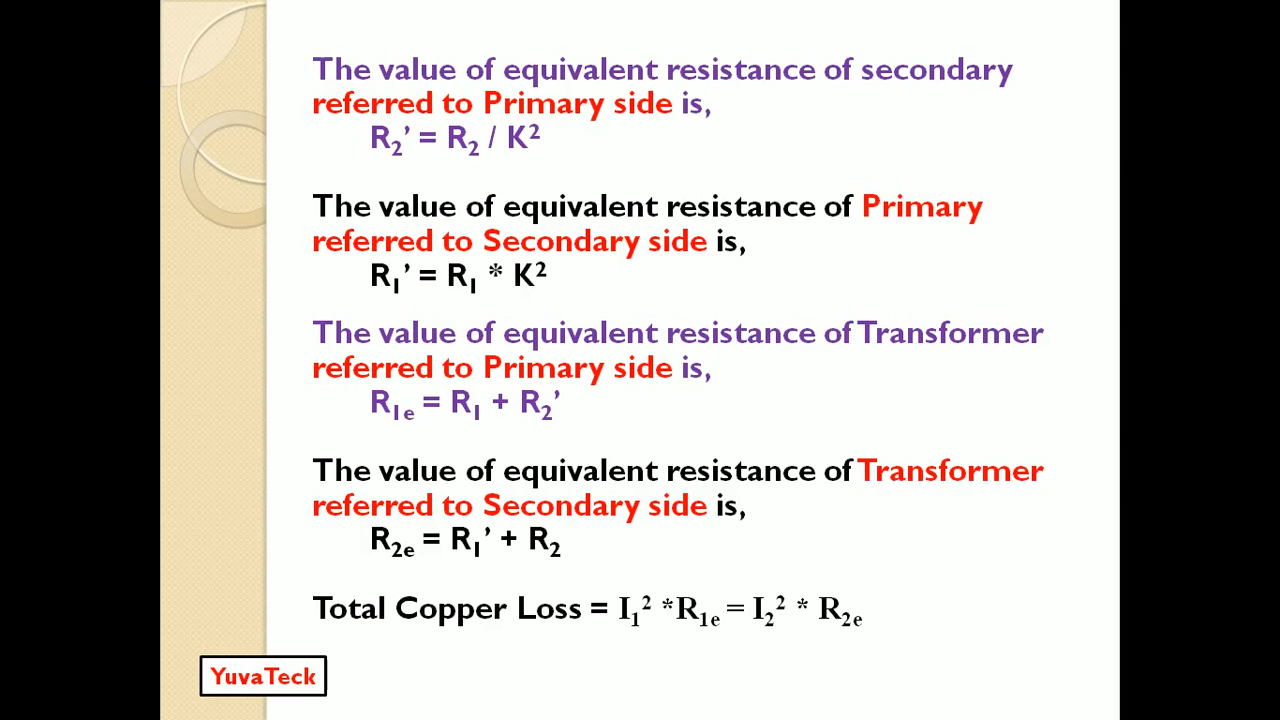 The value of equivalent resistance of secondary
referred to Primary side is,
R₂’ = R₂ / K²
The value of equivalent resistance of Primary
referred to Secondary side is,
R₁’ = R₁ * K²
The value of equivalent resistance of Transformer
referred to Primary side is,
R₁ₑ = R₁ + R₂’
The value of equivalent resistance of Transformer
referred to Secondary side is,
R₂ₑ = R₁’ + R₂
Total Copper Loss = I₁² *R₁ₑ = I₂² * R₂ₑ
YuvaTeck